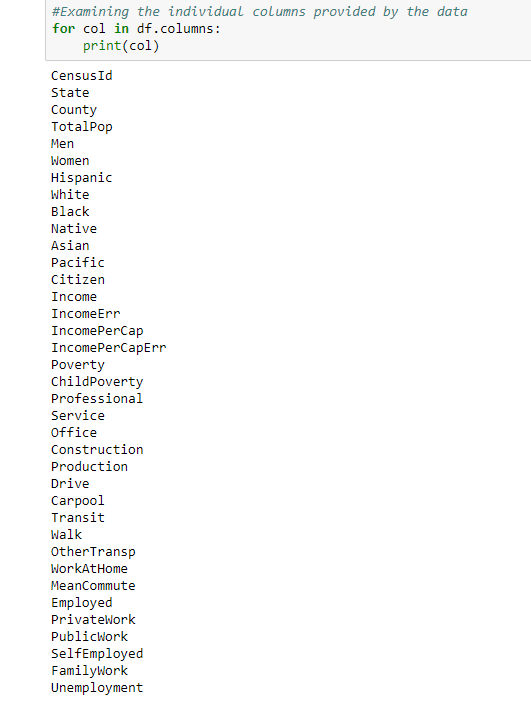 #Examining the individual columns provided by the data
for col in df.columns:
    print(col)
CensusId
State
County
TotalPop
Men
Women
Hispanic
White
Black
Native
Asian
Pacific
Citizen
Income
IncomeErr
IncomePerCap
IncomePerCapErr
Poverty
ChildPoverty
Professional
Service
Office
Construction
Production
Drive
Carpool
Transit
Walk
OtherTransp
WorkAtHome
MeanCommute
Employed
PrivateWork
PublicWork
SelfEmployed
FamilyWork
Unemployment